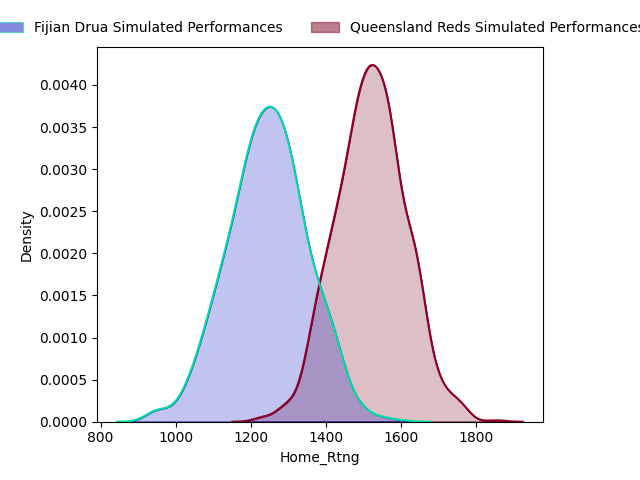 Fijian Drua Simulated Performances Queensland Reds Simulated Performances
0.0040
0.0035
0.0030
0.0025
0.0020
0.0015
0.0010
0.0005
0.0000
Density
800 1000 1200 1400 1600 1800
Home_Rtng